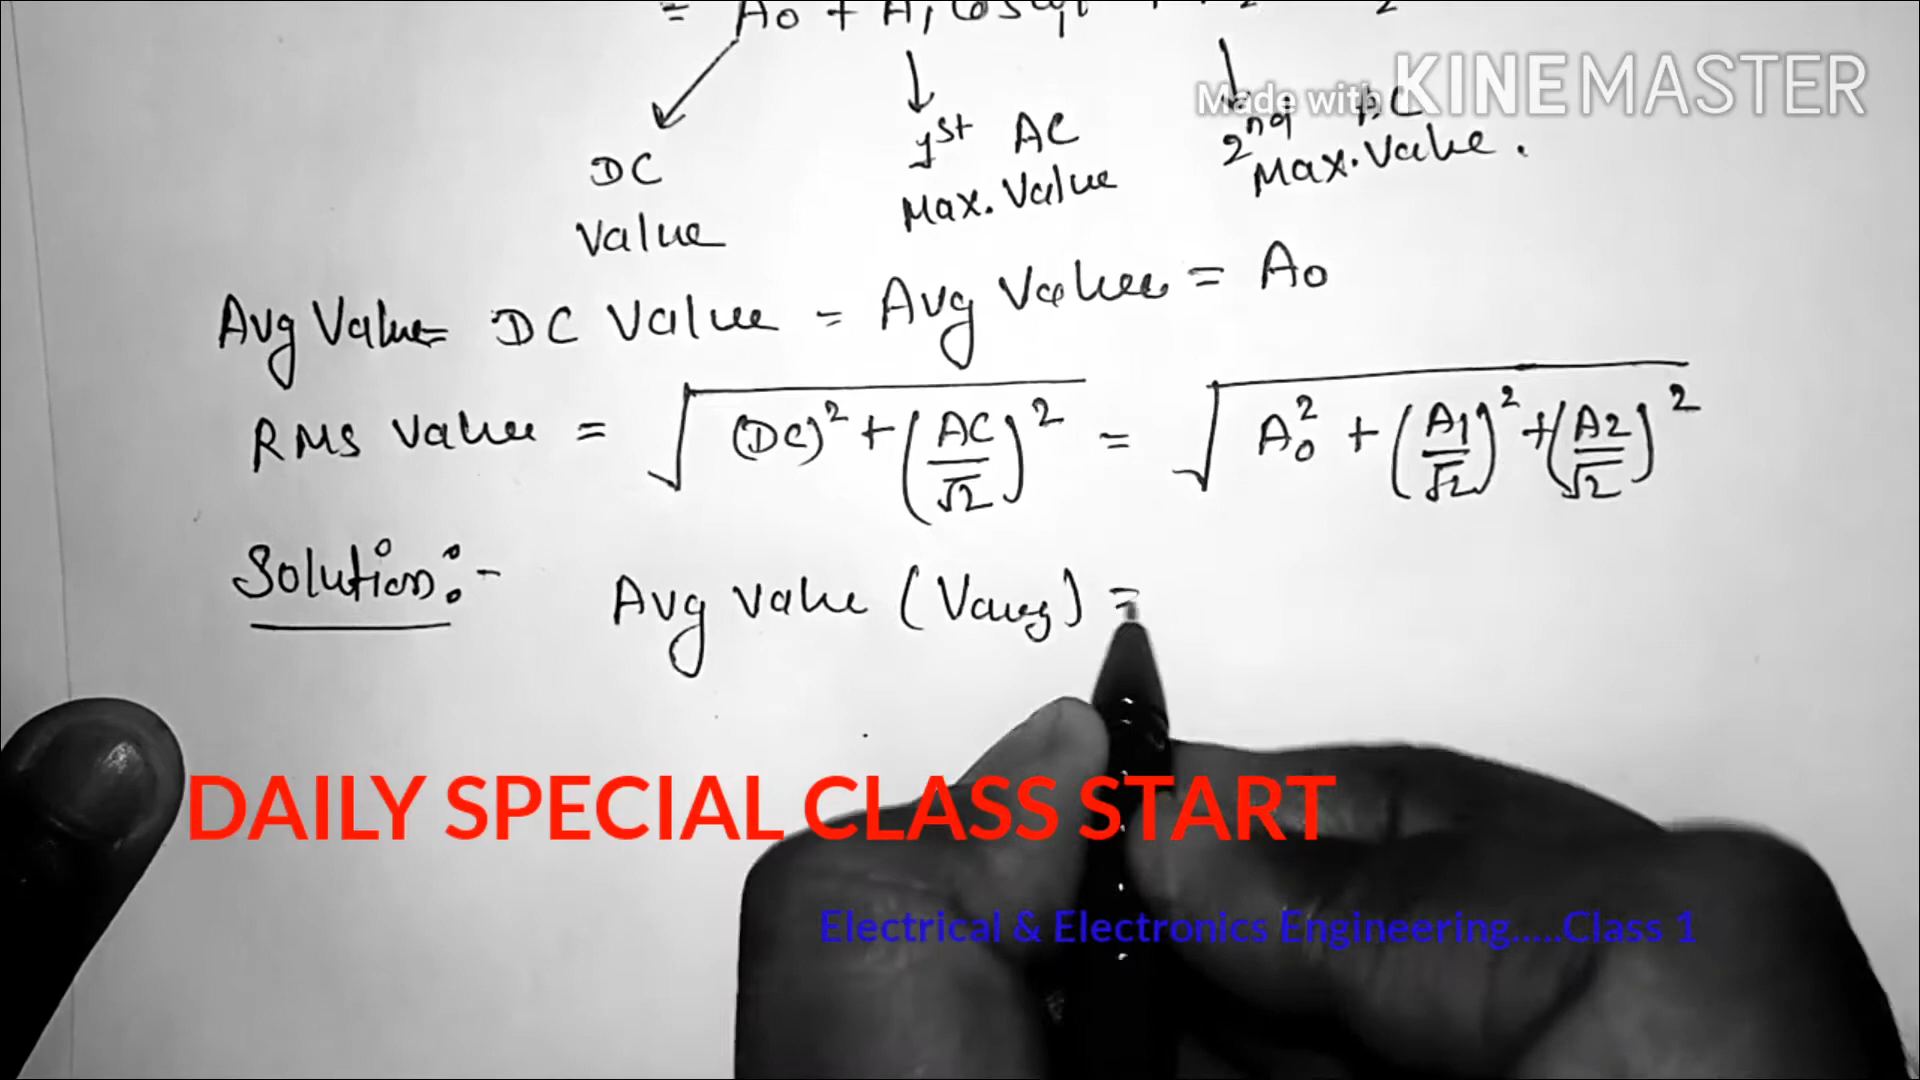 = A0 + A1 cos
Made with KINEMASTER
DC Value
1st AC Max. Value
2nd AC Max. Value.
Avg Value = DC Value = Avg Value = A0
RMS Value = √((DC)² + (AC/√2)²) = √(A0² + (A1/√2)² + (A2/√2)²)
Solution:-
Avg Value (Vavg) =
DAILY SPECIAL CLASS START
Electrical & Electronics Engineering.....Class 1